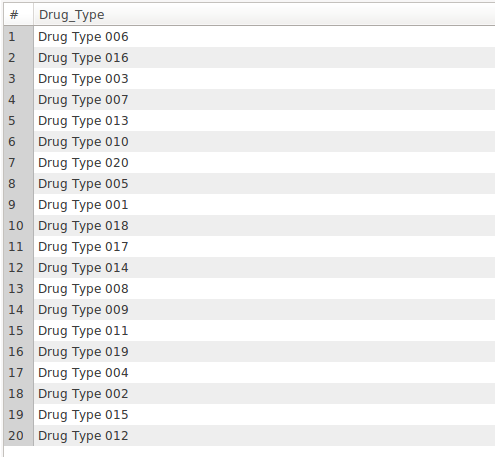 # Drug_Type
1 Drug Type 006
2 Drug Type 016
3 Drug Type 003
4 Drug Type 007
5 Drug Type 013
6 Drug Type 010
7 Drug Type 020
8 Drug Type 005
9 Drug Type 001
10 Drug Type 018
11 Drug Type 017
12 Drug Type 014
13 Drug Type 008
14 Drug Type 009
15 Drug Type 011
16 Drug Type 019
17 Drug Type 004
18 Drug Type 002
19 Drug Type 015
20 Drug Type 012